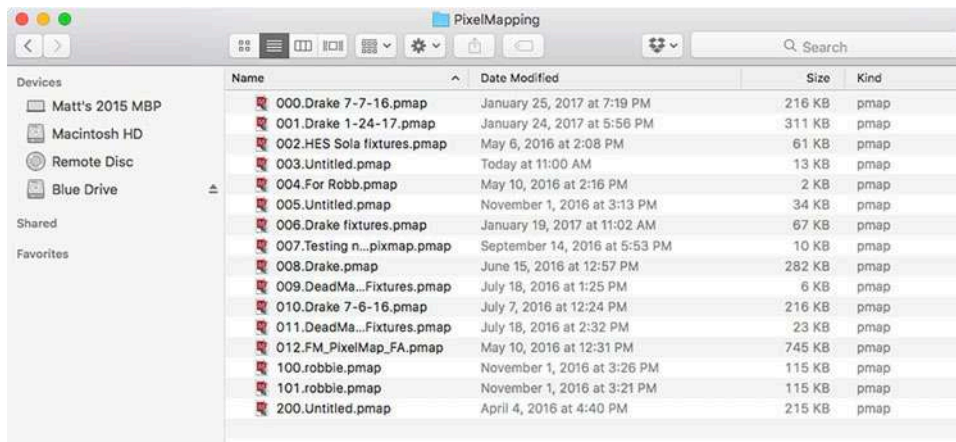 PixelMapping
Search
Devices
Matt's 2015 MBP
Macintosh HD
Remote Disc
Blue Drive
Shared
Favorites
Name Date Modified Size Kind
000.Drake 7-7-16.pmap January 25, 2017 at 7:19 PM 216 KB pmap
001.Drake 1-24-17.pmap January 24, 2017 at 5:56 PM 311 KB pmap
002.HES Sola fixtures.pmap May 6, 2016 at 2:08 PM 61 KB pmap
003.Untitled.pmap Today at 11:00 AM 13 KB pmap
004.For Robb.pmap May 10, 2016 at 2:16 PM 2 KB pmap
005.Untitled.pmap November 1, 2016 at 3:13 PM 34 KB pmap
006.Drake fixtures.pmap January 19, 2017 at 11:02 AM 67 KB pmap
007.Testing n...pixmap.pmap September 14, 2016 at 5:53 PM 10 KB pmap
008.Drake.pmap June 15, 2016 at 12:57 PM 282 KB pmap
009.DeadMa...Fixtures.pmap July 18, 2016 at 1:25 PM 6 KB pmap
010.Drake 7-6-16.pmap July 7, 2016 at 12:24 PM 216 KB pmap
011.DeadMa...Fixtures.pmap July 18, 2016 at 2:32 PM 23 KB pmap
012.FM_PixelMap_FA.pmap May 10, 2016 at 12:31 PM 745 KB pmap
100.robbie.pmap November 1, 2016 at 3:26 PM 115 KB pmap
101.robbie.pmap November 1, 2016 at 3:21 PM 115 KB pmap
200.Untitled.pmap April 4, 2016 at 4:40 PM 215 KB pmap